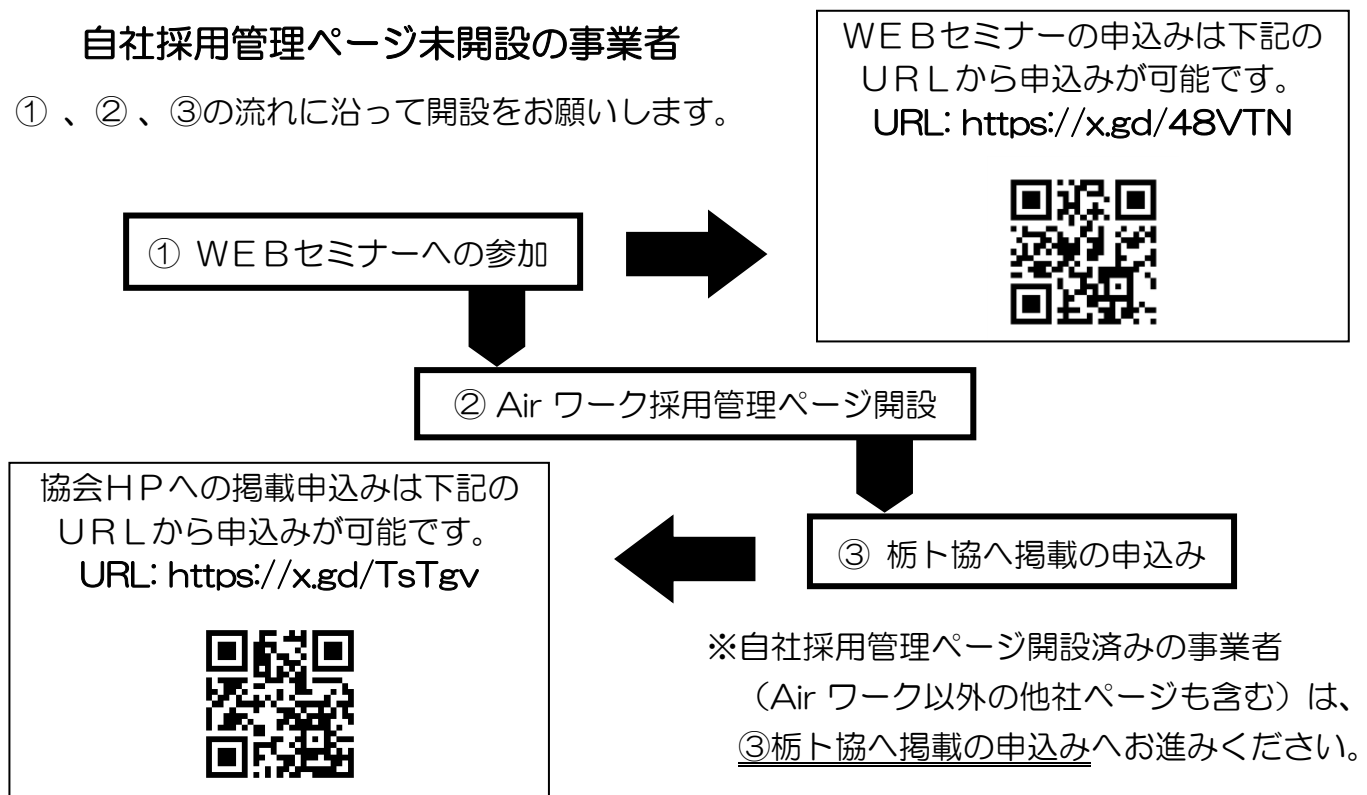 自社採用管理ページ未開設の事業者
① 、② 、③の流れに沿って開設をお願いします。
WEBセミナーの申込みは下記の
URLから申込みが可能です。
URL: https://x.gd/48VTN
① WEBセミナーへの参加
② Air ワーク採用管理ページ開設
③ 栃ト協へ掲載の申込み
協会HPへの掲載申込みは下記の
URLから申込みが可能です。
URL: https://x.gd/TsTgv
※自社採用管理ページ開設済みの事業者
（Air ワーク以外の他社ページも含む）は、
③栃ト協へ掲載の申込みへお進みください。